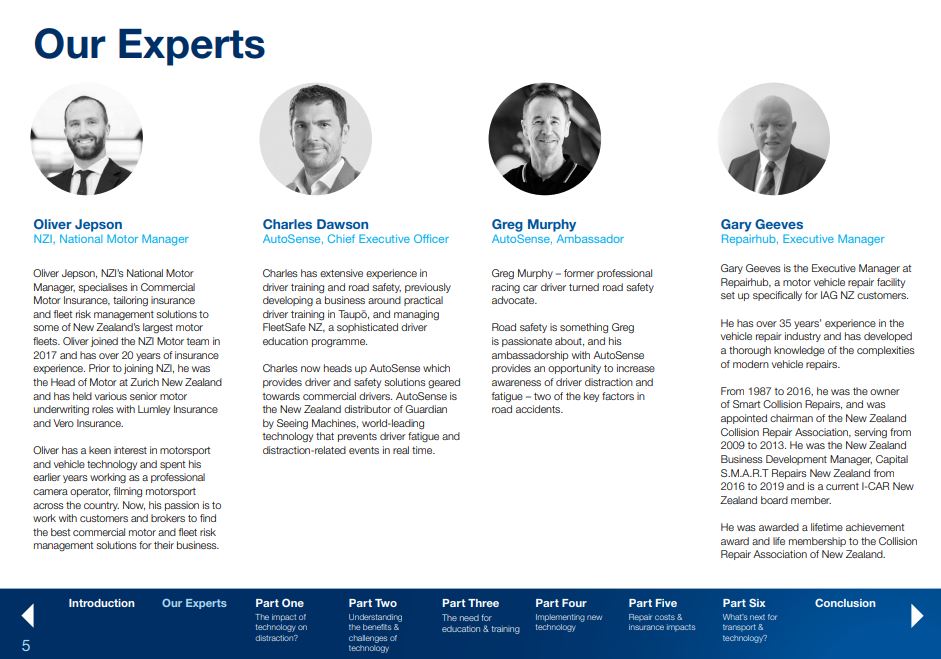 Our Experts
Oliver Jepson
NZI, National Motor Manager
Oliver Jepson, NZI's National Motor
Manager, specialises in Commercial
Motor Insurance, tailoring insurance
and fleet risk management solutions to
some of New Zealand's largest motor
fleets. Oliver joined the NZI Motor team in
2017 and has over 20 years of insurance
experience. Prior to joining NZI, he was
the Head of Motor at Zurich New Zealand
and has held various senior motor
underwriting roles with Lumley Insurance
and Vero Insurance.
Oliver has a keen interest in motorsport
and vehicle technology and spent his
earlier years working as a professional
camera operator, filming motorsport
across the country. Now, his passion is to
work with customers and brokers to find
the best commercial motor and fleet risk
management solutions for their business.
Charles Dawson
AutoSense, Chief Executive Officer
Charles has extensive experience in
driver training and road safety, previously
developing a business around practical
driver training in Taupō, and managing
FleetSafe NZ, a sophisticated driver
education programme.
Charles now heads up AutoSense which
provides driver and safety solutions geared
towards commercial drivers. AutoSense is
the New Zealand distributor of Guardian
by Seeing Machines, world-leading
technology that prevents driver fatigue and
distraction-related events in real time.
Greg Murphy
AutoSense, Ambassador
Greg Murphy – former professional
racing car driver turned road safety
advocate.
Road safety is something Greg
is passionate about, and his
ambassadorship with AutoSense
provides an opportunity to increase
awareness of driver distraction and
fatigue – two of the key factors in
road accidents.
Gary Geeves
Repairhub, Executive Manager
Gary Geeves is the Executive Manager at
Repairhub, a motor vehicle repair facility
set up specifically for IAG NZ customers.
He has over 35 years' experience in the
vehicle repair industry and has developed
a thorough knowledge of the complexities
of modern vehicle repairs.
From 1987 to 2016, he was the owner
of Smart Collision Repairs, and was
appointed chairman of the New Zealand
Collision Repair Association, serving from
2009 to 2013. He was the New Zealand
Business Development Manager, Capital
S.M.A.R.T Repairs New Zealand from
2016 to 2019 and is a current I-CAR New
Zealand board member.
He was awarded a lifetime achievement
award and life membership to the Collision
Repair Association of New Zealand.
5
Introduction
Our Experts
Part One
The impact of
technology on
distraction?
Part Two
Understanding
the benefits &
challenges of
technology
Part Three
The need for
education & training
Part Four
Implementing new
technology
Part Five
Repair costs &
insurance impacts
Part Six
What's next for
transport &
technology?
Conclusion